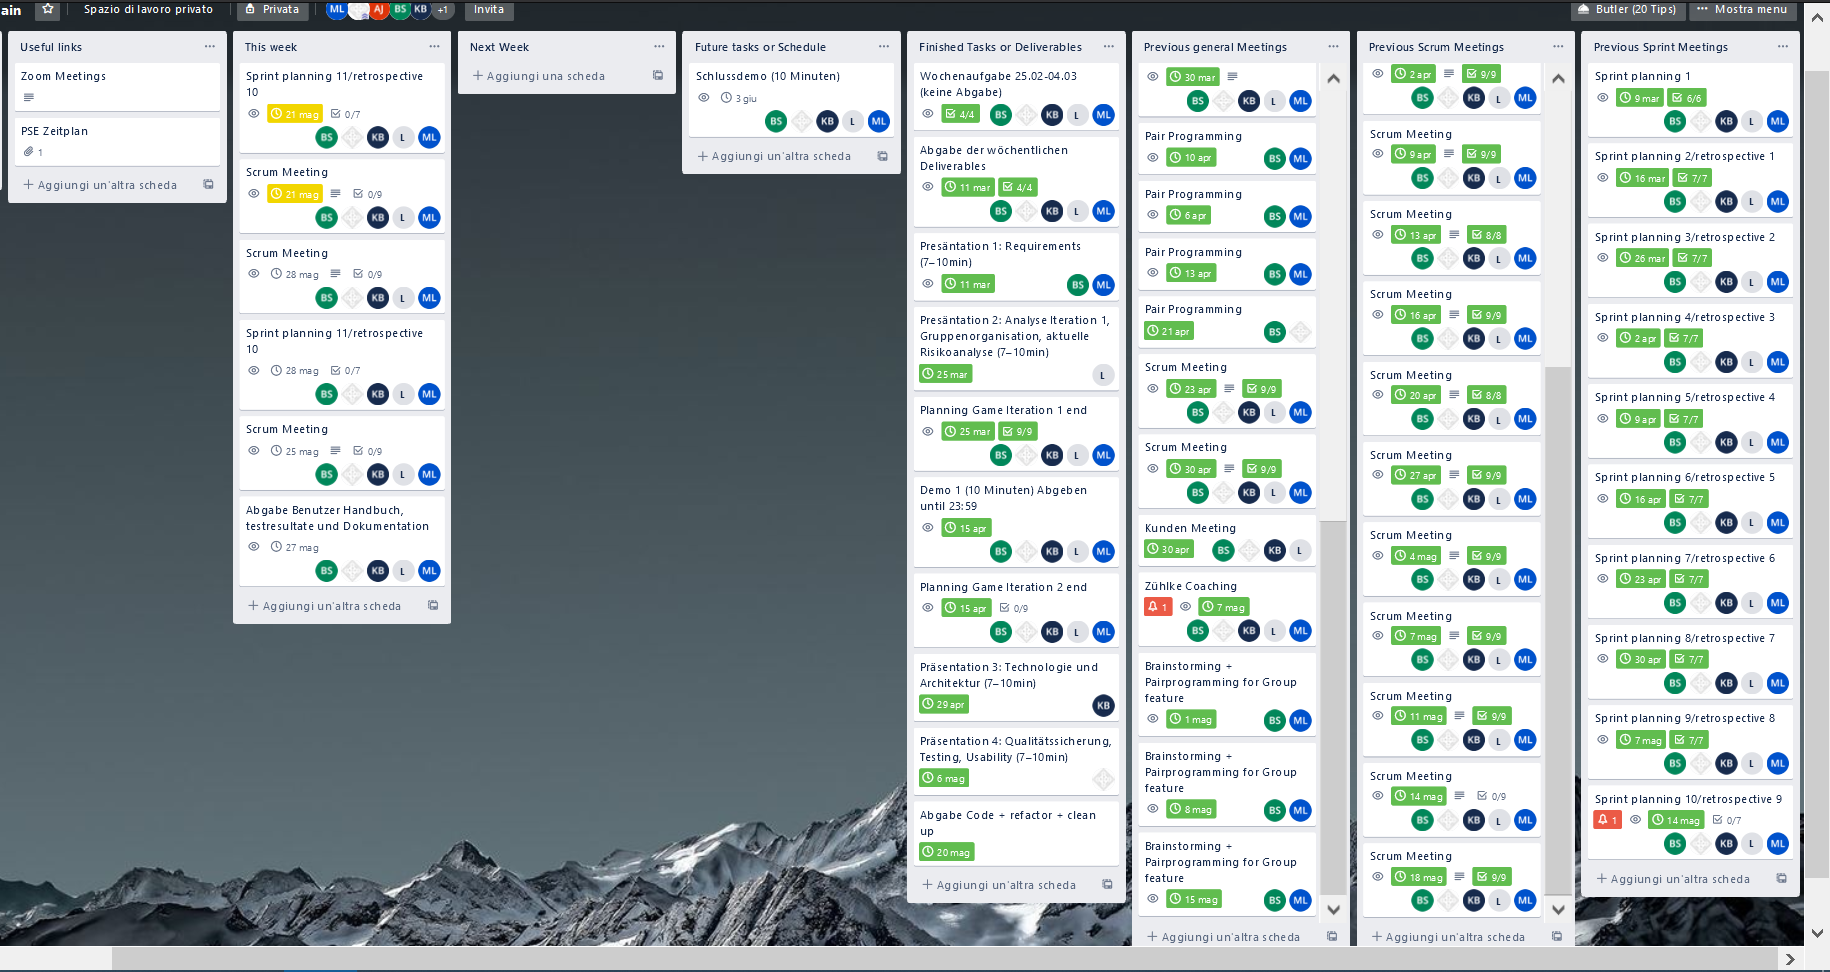 ain
Spazio di lavoro privato
Privata
ML
AJ
BS
KB
+1
Invita
Butler (20 Tips)
Mostra menu
Useful links
Zoom Meetings
PSE Zeitplan
1
+ Aggiungi un'altra scheda
This week
Sprint planning 11/retrospective
10
21 mag 0/7
BS KB L ML
Scrum Meeting
21 mag 0/9
BS KB L ML
Scrum Meeting
28 mag 0/9
BS KB L ML
Sprint planning 11/retrospective
10
28 mag 0/7
BS KB L ML
Scrum Meeting
25 mag 0/9
BS KB L ML
Abgabe Benutzer Handbuch,
testresultate und Dokumentation
27 mag
BS KB L ML
+ Aggiungi un'altra scheda
Next Week
+ Aggiungi una scheda
Future tasks or Schedule
Schlussdemo (10 Minuten)
3 giu
BS KB L ML
+ Aggiungi un'altra scheda
Finished Tasks or Deliverables
Wochenaufgabe 25.02-04.03
(keine Abgabe)
4/4 BS KB L ML
Abgabe der wöchentlichen
Deliverables
11 mar 4/4
BS KB L ML
Presäntation 1: Requirements
(7-10min)
11 mar BS ML
Presäntation 2: Analyse Iteration 1,
Gruppenorganisation, aktuelle
Risikoanalyse (7-10min)
25 mar L
Planning Game Iteration 1 end
25 mar 9/9
BS KB L ML
Demo 1 (10 Minuten) Abgeben
until 23:59
15 apr
BS KB L ML
Planning Game Iteration 2 end
15 apr 0/9
BS KB L ML
Präsentation 3: Technologie und
Architektur (7-10min)
29 apr KB
Präsentation 4: Qualitätssicherung,
Testing, Usability (7-10min)
6 mag
Abgabe Code + refactor + clean
up
20 mag
+ Aggiungi un'altra scheda
Previous general Meetings
30 mar
BS KB L ML
Pair Programming
10 apr BS ML
Pair Programming
6 apr BS ML
Pair Programming
13 apr BS ML
Pair Programming
21 apr BS
Scrum Meeting
23 apr 9/9
BS KB L ML
Scrum Meeting
30 apr 9/9
BS KB L ML
Kunden Meeting
30 apr BS KB L
Zühlke Coaching
1 7 mag
BS KB L ML
Brainstorming +
Pairprogramming for Group
feature
1 mag BS ML
Brainstorming +
Pairprogramming for Group
feature
8 mag BS ML
Brainstorming +
Pairprogramming for Group
feature
15 mag BS ML
+ Aggiungi un'altra scheda
Previous Scrum Meetings
2 apr 9/9
BS KB L ML
Scrum Meeting
9 apr 9/9
BS KB L ML
Scrum Meeting
13 apr 8/8
BS KB L ML
Scrum Meeting
16 apr 9/9
BS KB L ML
Scrum Meeting
20 apr 8/8
BS KB L ML
Scrum Meeting
27 apr 9/9
BS KB L ML
Scrum Meeting
4 mag 9/9
BS KB L ML
Scrum Meeting
7 mag 9/9
BS KB L ML
Scrum Meeting
11 mag 9/9
BS KB L ML
Scrum Meeting
14 mag 0/9
BS KB L ML
Scrum Meeting
18 mag 9/9
BS KB L ML
+ Aggiungi un'altra scheda
Previous Sprint Meetings
Sprint planning 1
9 mar 6/6
BS KB L ML
Sprint planning 2/retrospective 1
16 mar 7/7
BS KB L ML
Sprint planning 3/retrospective 2
26 mar 7/7
BS KB L ML
Sprint planning 4/retrospective 3
2 apr 7/7
BS KB L ML
Sprint planning 5/retrospective 4
9 apr 7/7
BS KB L ML
Sprint planning 6/retrospective 5
16 apr 7/7
BS KB L ML
Sprint planning 7/retrospective 6
23 apr 7/7
BS KB L ML
Sprint planning 8/retrospective 7
30 apr 7/7
BS KB L ML
Sprint planning 9/retrospective 8
7 mag 7/7
BS KB L ML
Sprint planning 10/retrospective 9
1 14 mag 0/7
BS KB L ML
+ Aggiungi un'altra scheda